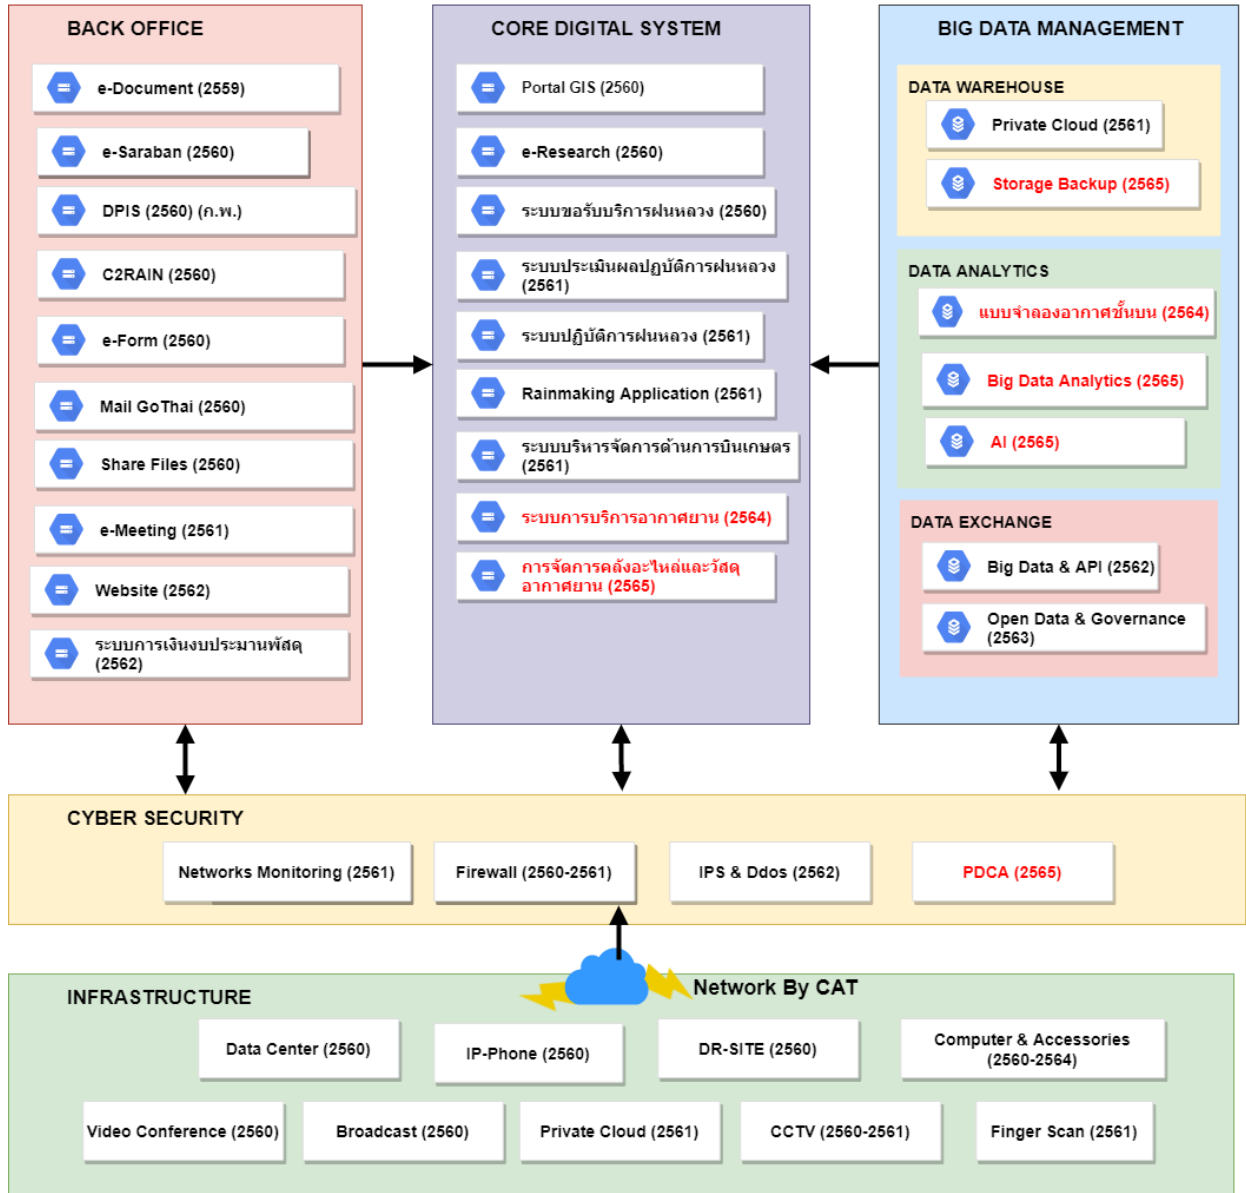 BACK OFFICE
e-Document (2559)
e-Saraban (2560)
DPIS (2560) (ก.พ.)
C2RAIN (2560)
e-Form (2560)
Mail GoThai (2560)
Share Files (2560)
e-Meeting (2561)
Website (2562)
ระบบการเงินงบประมานพัสดุ
(2562)
CORE DIGITAL SYSTEM
Portal GIS (2560)
e-Research (2560)
ระบบขอรับบริการฝนหลวง (2560)
ระบบประเมินผลปฏบัติการฝนหลวง
(2561)
ระบบปฏิบัติการฝนหลวง (2561)
Rainmaking Application (2561)
ระบบบริหารจัดการด้านการบินเกษตร
(2561)
ระบบการบริการอากาศยาน (2564)
การจัดการคลังอะไหล่และวัสดุ
อากาศยาน (2565)
BIG DATA MANAGEMENT
DATA WAREHOUSE
Private Cloud (2561)
Storage Backup (2565)
DATA ANALYTICS
แบบจำลองอากาศชั้นบน (2564)
Big Data Analytics (2565)
AI (2565)
DATA EXCHANGE
Big Data & API (2562)
Open Data & Governance
(2563)
CYBER SECURITY
Networks Monitoring (2561)
Firewall (2560-2561)
IPS & Ddos (2562)
PDCA (2565)
INFRASTRUCTURE
Network By CAT
Data Center (2560)
IP-Phone (2560)
DR-SITE (2560)
Computer & Accessories
(2560-2564)
Video Conference (2560)
Broadcast (2560)
Private Cloud (2561)
CCTV (2560-2561)
Finger Scan (2561)